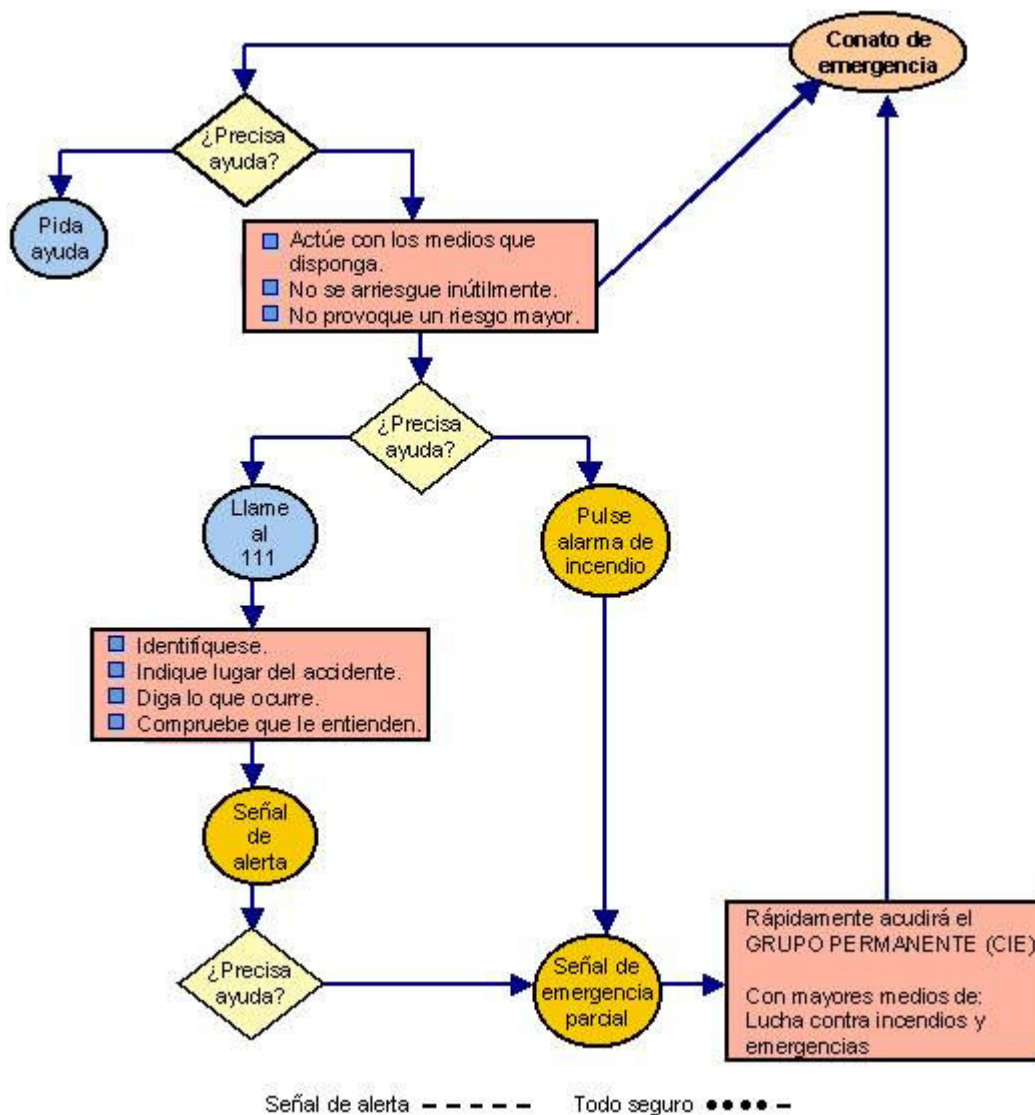 Conato de
emergencia
¿Precisa
ayuda?
Pida
ayuda
Actúe con los medios que
disponga.
No se arriesgue inútilmente.
No provoque un riesgo mayor.
¿Precisa
ayuda?
Llame
al
111
Pulse
alarma de
incendio
Identifíquese.
Indique lugar del accidente.
Diga lo que ocurre.
Compruebe que le entienden.
Señal
de
alerta
¿Precisa
ayuda?
Señal de
emergencia
parcial
Rápidamente acudirá el
GRUPO PERMANENTE (CIE)
Con mayores medios de:
Lucha contra incendios y
emergencias
Señal de alerta
Todo seguro